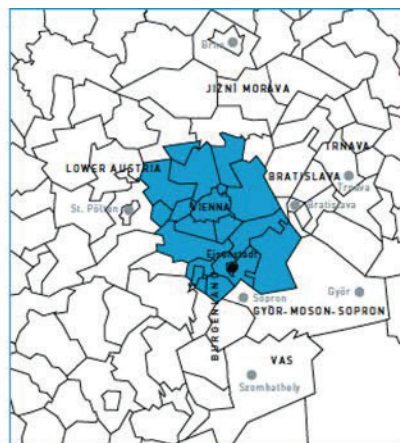 Brno
JIZNÍ MORAVA
TRNAVA
LOWER AUSTRIA
BRATISLAVA
Trnava
St. Pölten
VIENNA
Bratislava
Eisenstadt
BURGENLAND
Sopron
Győr
GYÖR-MOSON-SOPRON
VAS
Szombathely